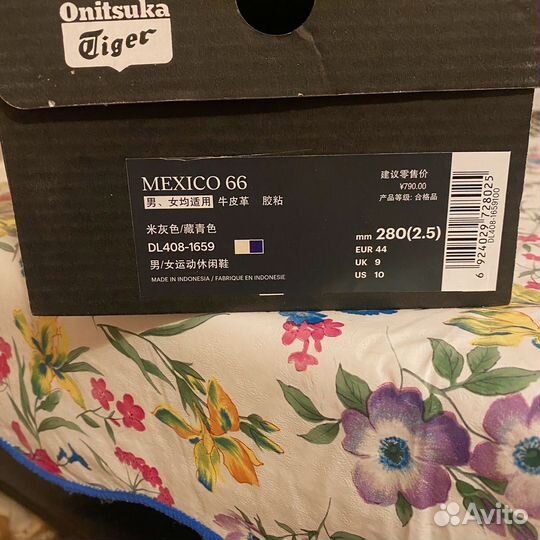 Onitsuka
Tiger
MEXICO 66
男、女均适用 牛皮革 胶粘
米灰色/藏青色
DL408-1659
男/女运动休闲鞋
MADE IN INDONESIA / FABRIQUE EN INDONESIE
建议零售价
¥790.00
产品等级: 合格品
mm 280(2.5)
EUR 44
UK 9
US 10
6 924029 728025
DL408-1659100
Avito